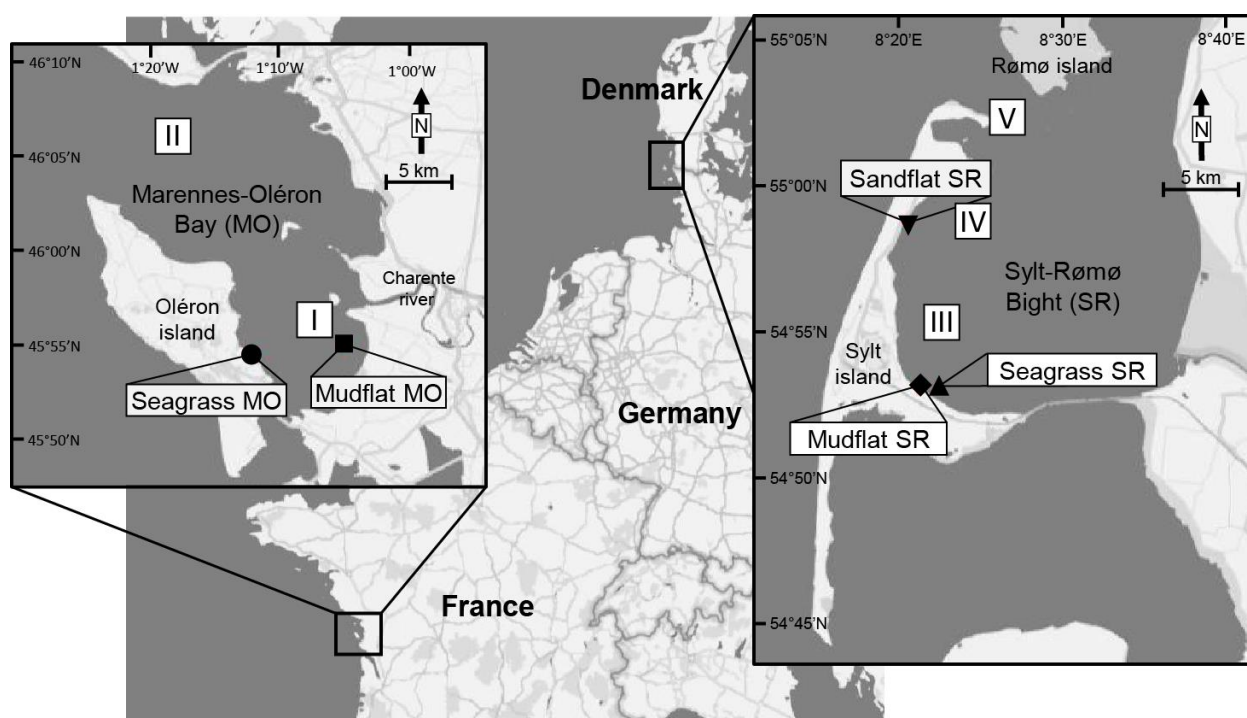 46°10'N
1°20'W
1°10'W
1°00'W
N
5 km
II
46°05'N
Marennes-Oléron
Bay (MO)
46°00'N
Charente
river
Oléron
island
I
45°55'N
Seagrass MO
Mudflat MO
45°50'N
Denmark
Germany
France
55°05'N
8°20'E
8°30'E
8°40'E
Rømø island
V
N
5 km
Sandflat SR
55°00'N
IV
Sylt-Rømø
Bight (SR)
III
54°55'N
Sylt
island
Seagrass SR
Mudflat SR
54°50'N
54°45'N